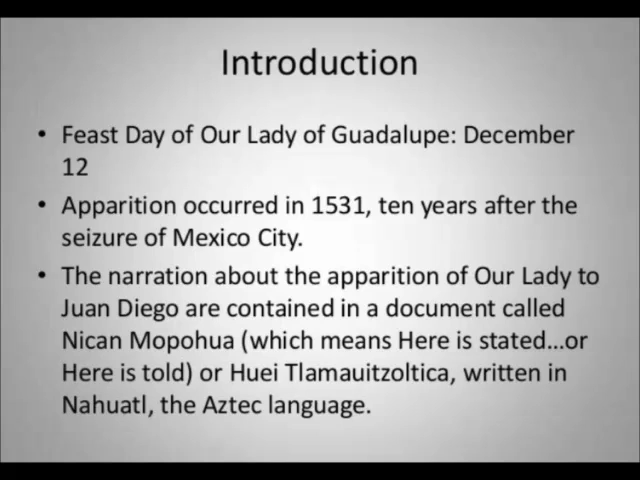 Introduction
• Feast Day of Our Lady of Guadalupe: December
12
• Apparition occurred in 1531, ten years after the
seizure of Mexico City.
• The narration about the apparition of Our Lady to
Juan Diego are contained in a document called
Nican Mopohua (which means Here is stated...or
Here is told) or Huei Tlamauitzoltica, written in
Nahuatl, the Aztec language.